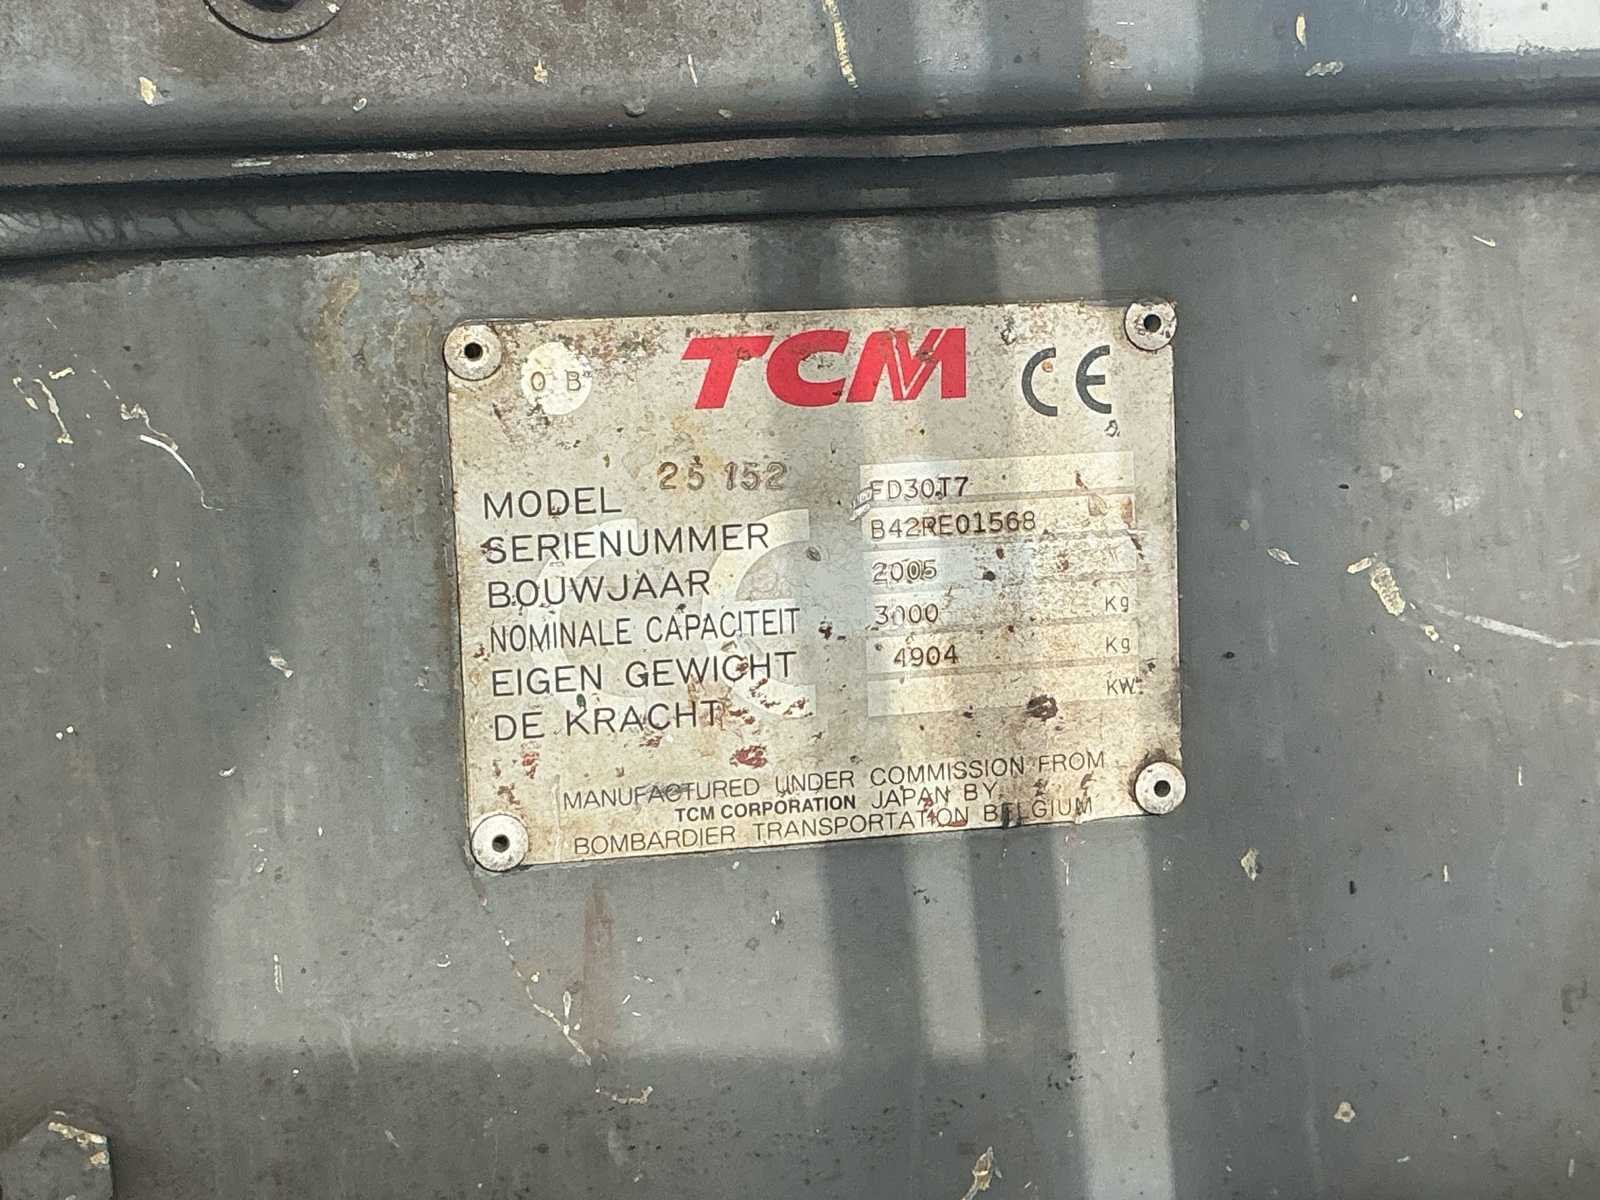 O B
TCM
CE
25 152
MODEL FD30T7
SERIENUMMER B42RE01568
BOUWJAAR 2005
NOMINALE CAPACITEIT 3000 Kg
EIGEN GEWICHT 4904 Kg
DE KRACHT KW
MANUFACTURED UNDER COMMISSION FROM
TCM CORPORATION JAPAN BY
BOMBARDIER TRANSPORTATION BELGIUM